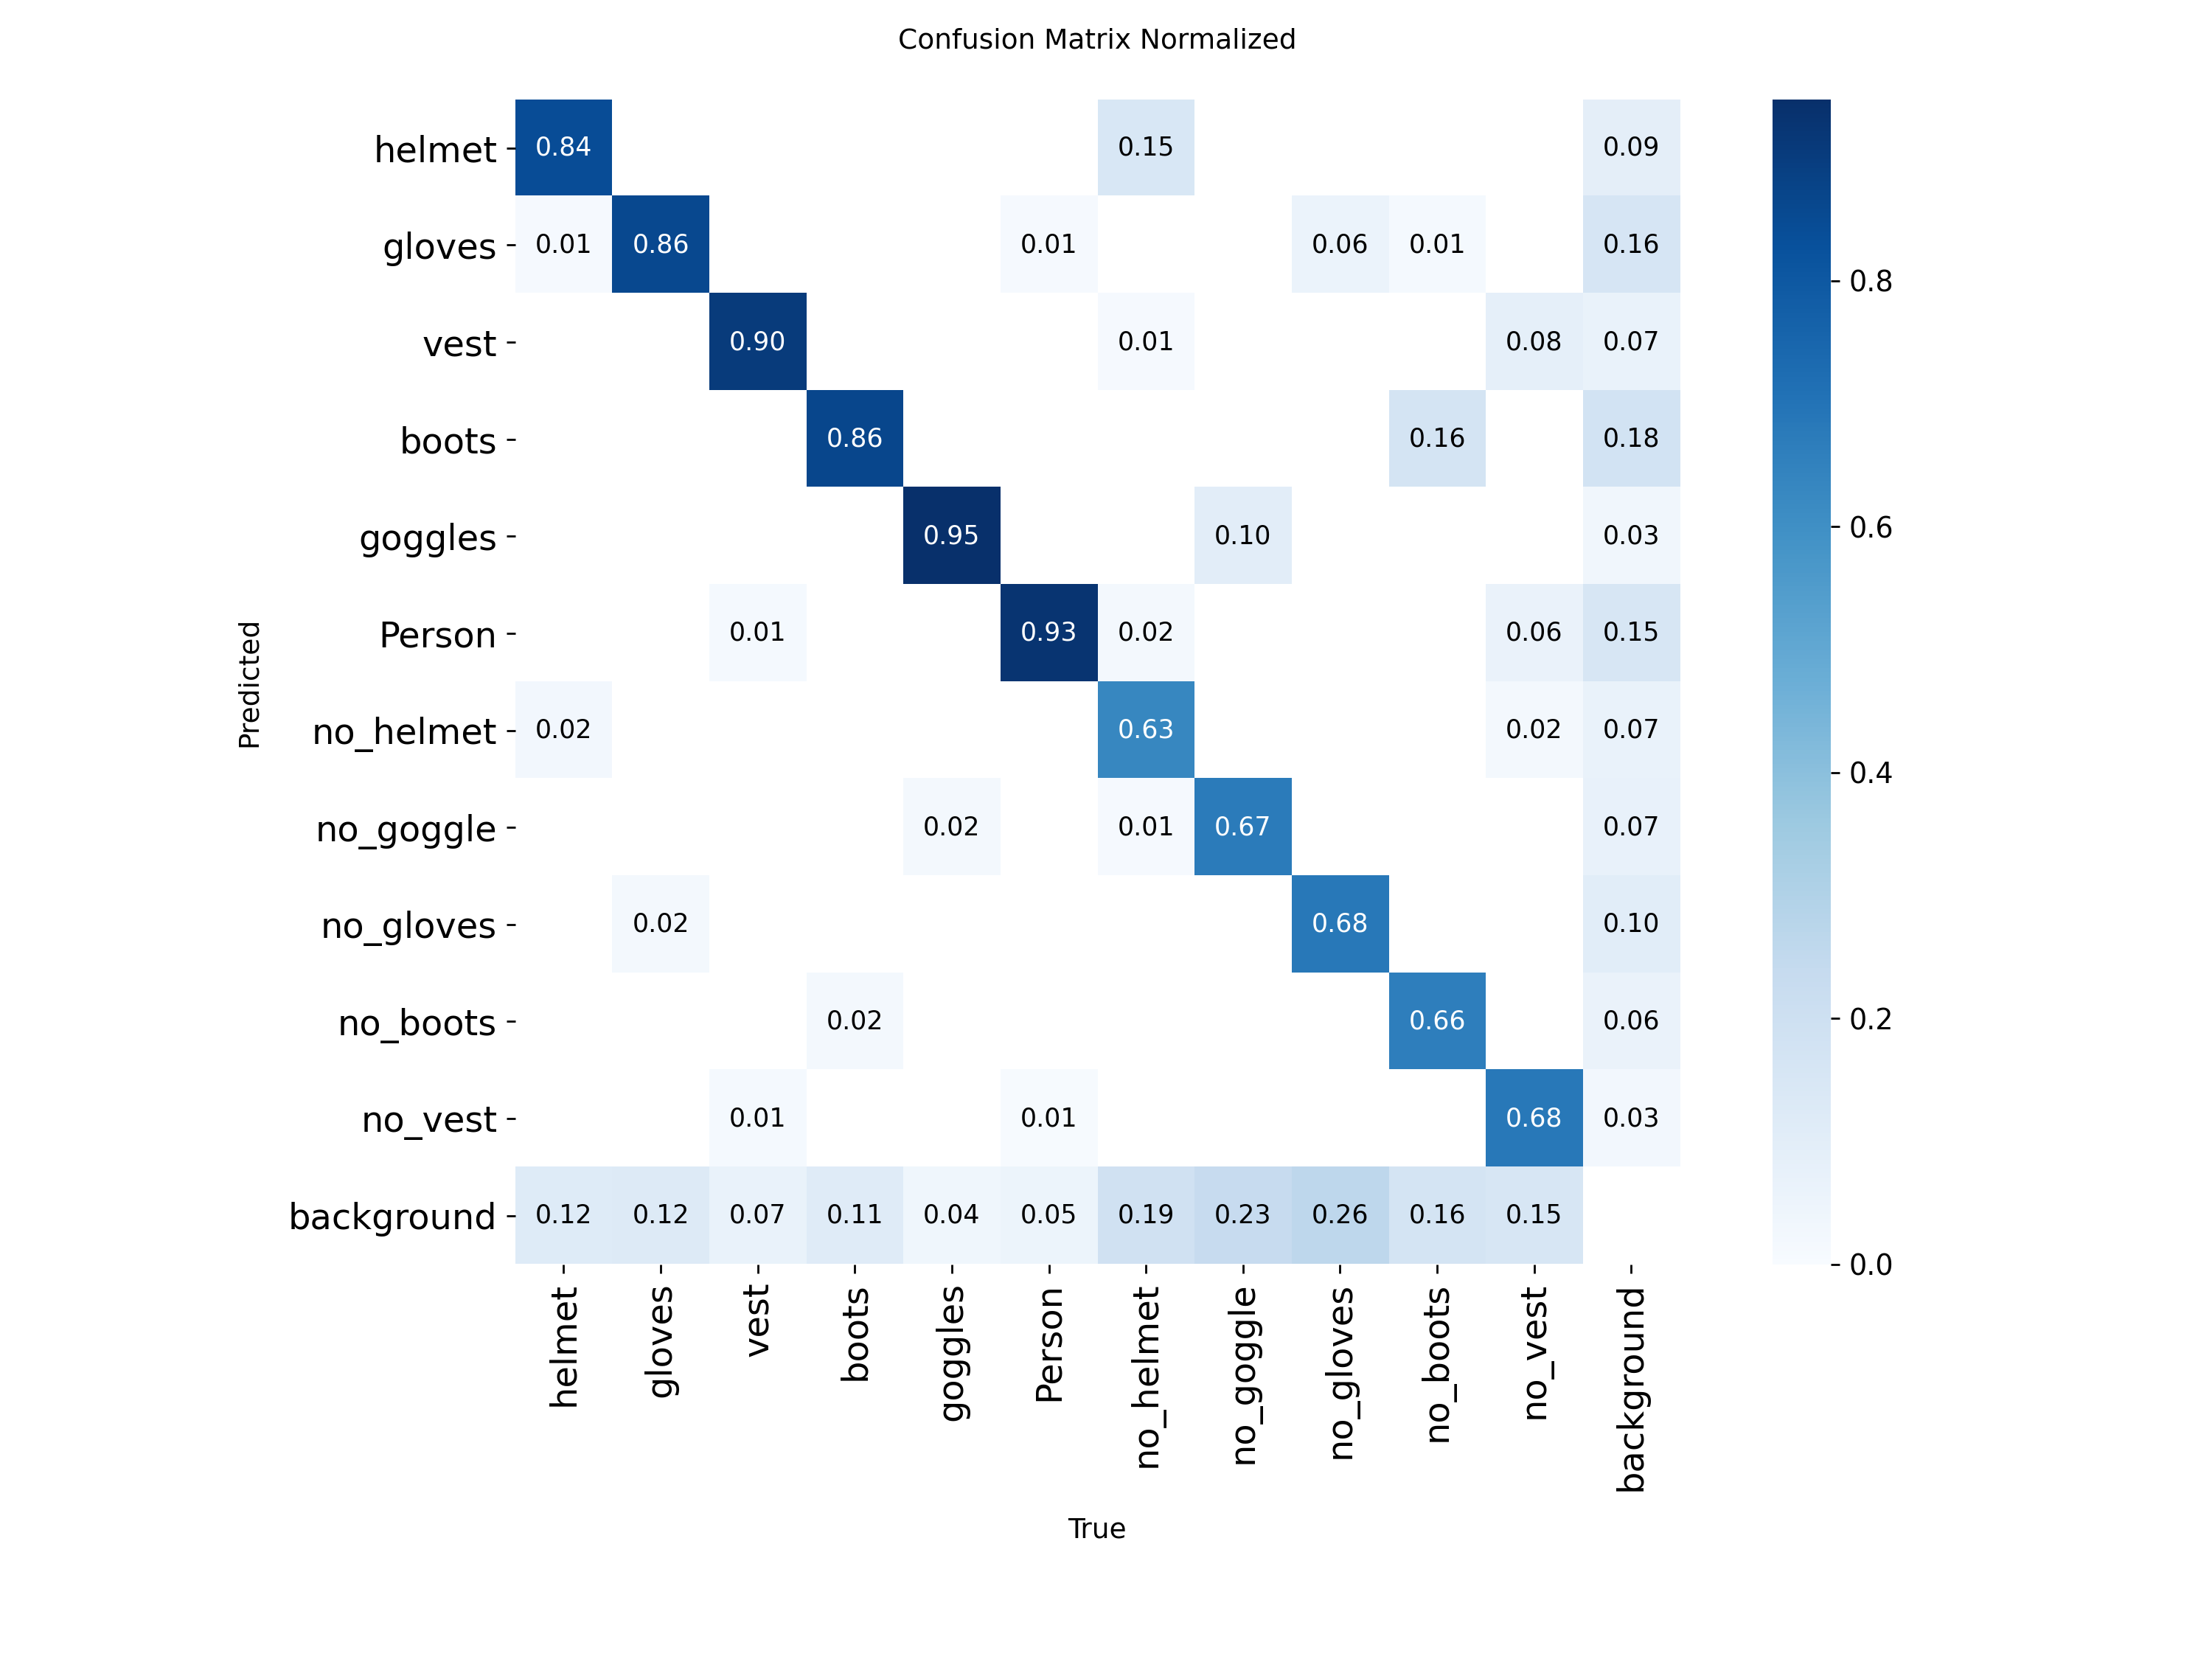 Confusion Matrix Normalized
helmet 0.84 0.15 0.09
gloves 0.01 0.86 0.01 0.06 0.01 0.16
0.8
vest 0.90 0.01 0.08 0.07
boots 0.86 0.16 0.18
goggles 0.95 0.10 0.03
0.6
Person 0.01 0.93 0.02 0.06 0.15
Predicted
no_helmet 0.02 0.63 0.02 0.07
0.4
no_goggle 0.02 0.01 0.67 0.07
no_gloves 0.02 0.68 0.10
no_boots 0.02 0.66 0.06
0.2
no_vest 0.01 0.01 0.68 0.03
background 0.12 0.12 0.07 0.11 0.04 0.05 0.19 0.23 0.26 0.16 0.15
0.0
helmet
gloves
vest
boots
goggles
Person
no_helmet
no_goggle
no_gloves
no_boots
no_vest
background
True